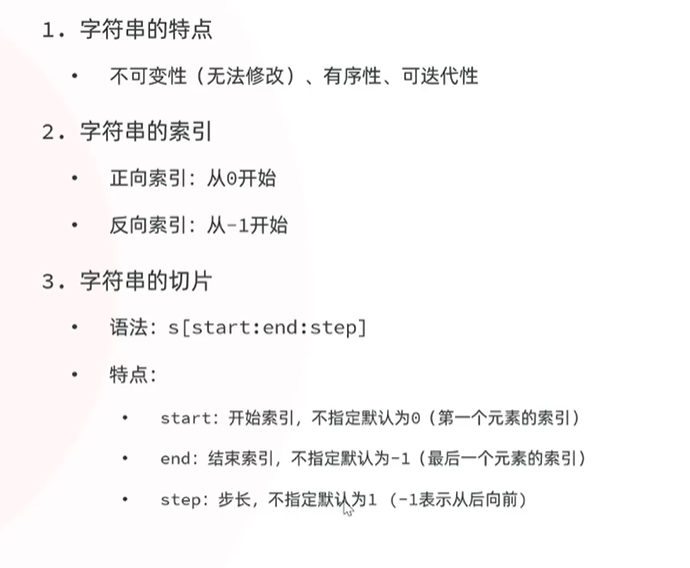 1. 字符串的特点
• 不可变性（无法修改）、有序性、可迭代性
2. 字符串的索引
• 正向索引：从0开始
• 反向索引：从-1开始
3. 字符串的切片
• 语法：s[start:end:step]
• 特点：
• start：开始索引，不指定默认为0（第一个元素的索引）
• end：结束索引，不指定默认为-1（最后一个元素的索引）
• step：步长，不指定默认为1（-1表示从后向前）